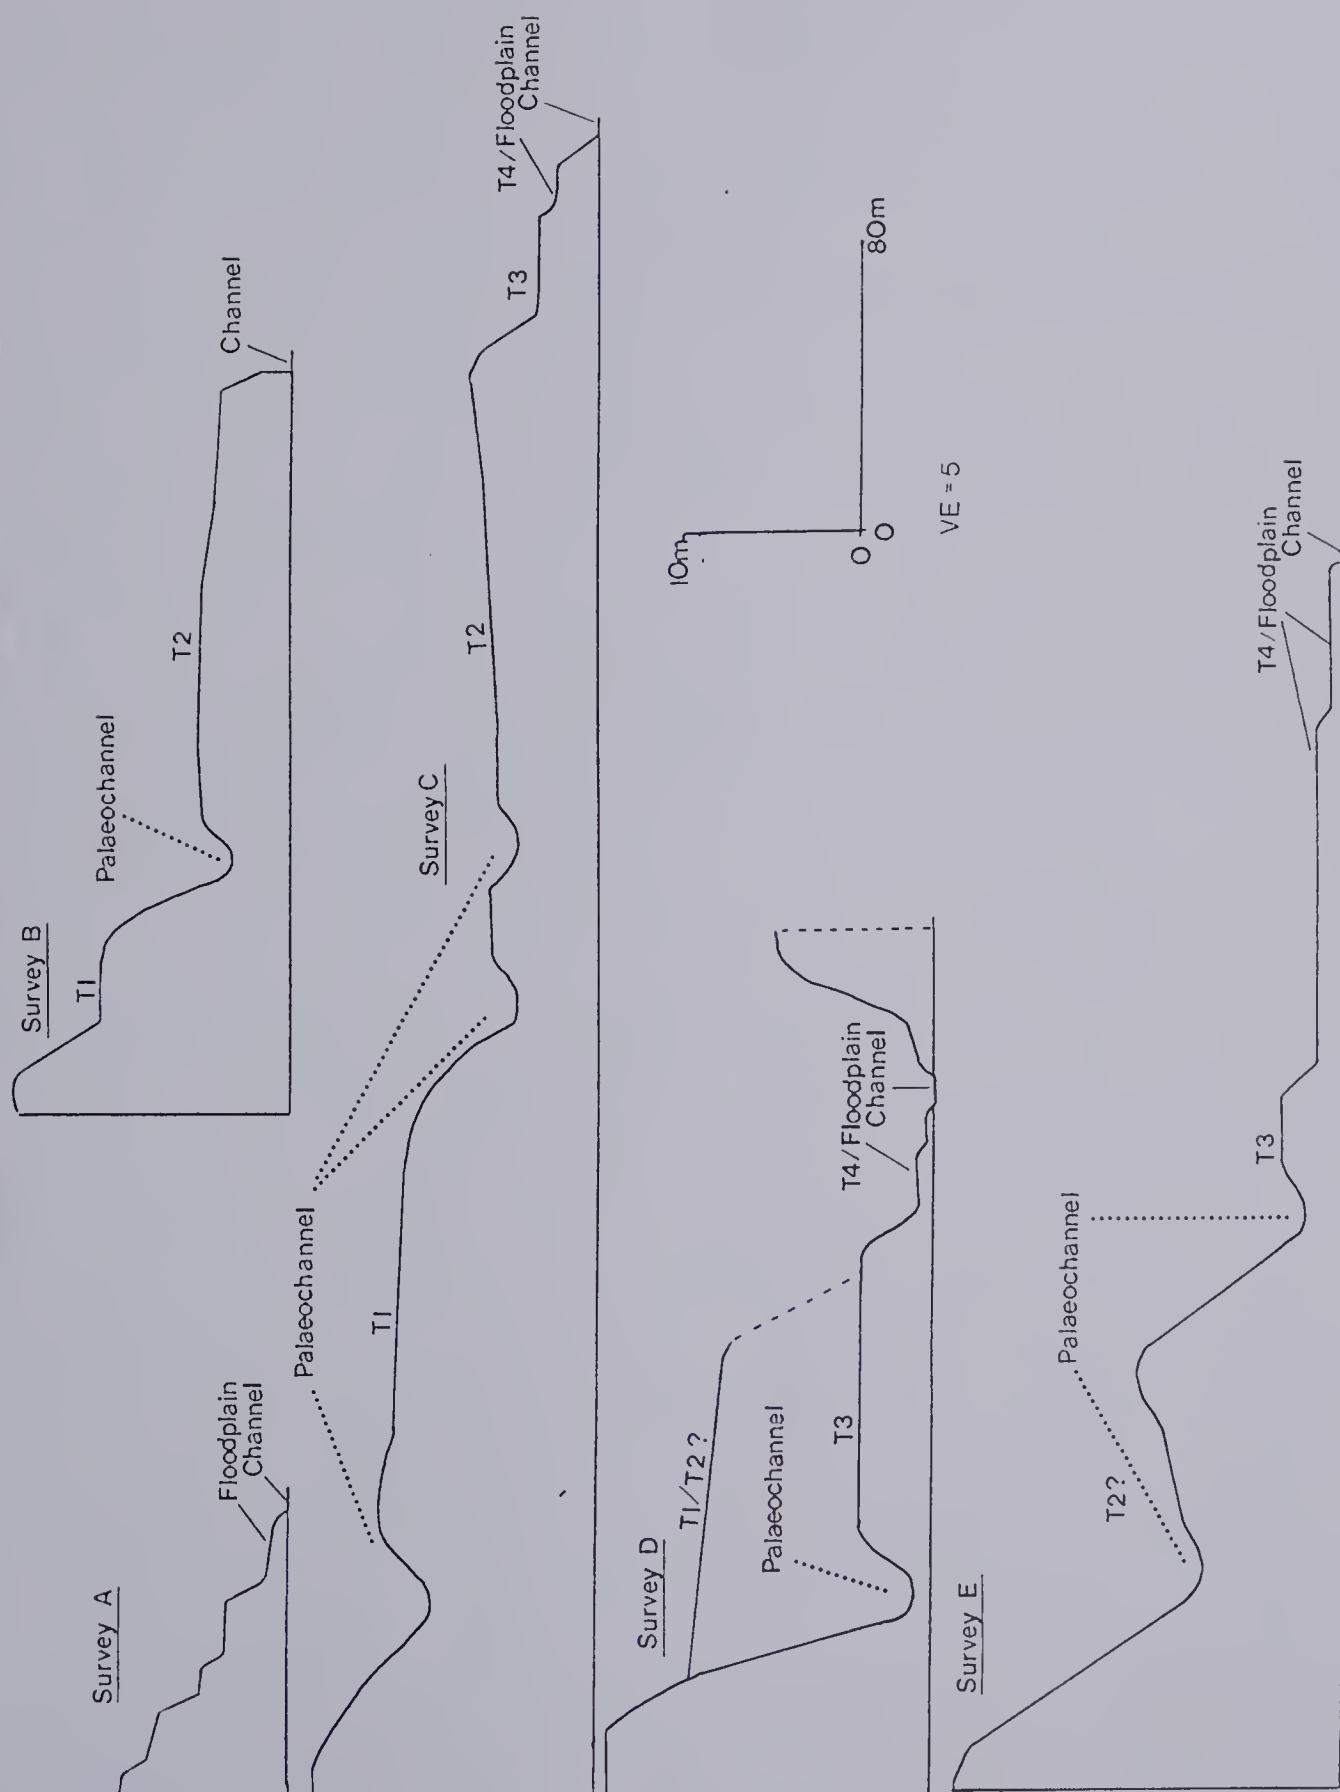 Survey A
Floodplain
Channel
Survey B
T1
Palaeochannel
T2
Channel
Palaeochannel
T1
Survey C
T2
T3
T4/Floodplain
Channel
Survey D
T1/T2?
Palaeochannel
T3
T4/Floodplain
Channel
10m
0
0
80m
VE = 5
Survey E
T2?
Palaeochannel
T3
T4/Floodplain
Channel